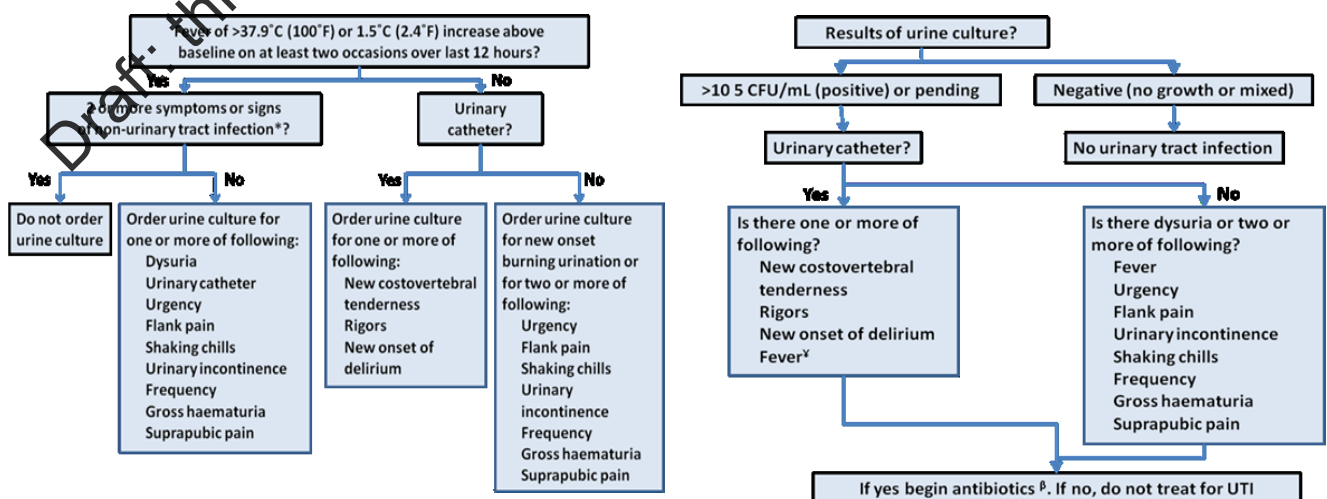 Draft:
Fever of >37.9˚C (100˚F) or 1.5˚C (2.4˚F) increase above
baseline on at least two occasions over last 12 hours?
Yes
No
2 or more symptoms or signs
of non-urinary tract infection*?
Urinary
catheter?
Yes
No
Yes
No
Do not order
urine culture
Order urine culture for
one or more of following:
Dysuria
Urinary catheter
Urgency
Flank pain
Shaking chills
Urinary incontinence
Frequency
Gross haematuria
Suprapubic pain
Order urine culture
for one or more of
following:
New costovertebral
tenderness
Rigors
New onset of
delirium
Order urine culture
for new onset
burning urination or
for two or more of
following:
Urgency
Flank pain
Shaking chills
Urinary
incontinence
Frequency
Gross haematuria
Suprapubic pain
Results of urine culture?
>10 5 CFU/mL (positive) or pending
Negative (no growth or mixed)
Urinary catheter?
No urinary tract infection
Yes
No
Is there one or more of
following?
New costovertebral
tenderness
Rigors
New onset of delirium
Fever¥
Is there dysuria or two or
more of following?
Fever
Urgency
Flank pain
Urinary incontinence
Shaking chills
Frequency
Gross haematuria
Suprapubic pain
If yes begin antibiotics β. If no, do not treat for UTI